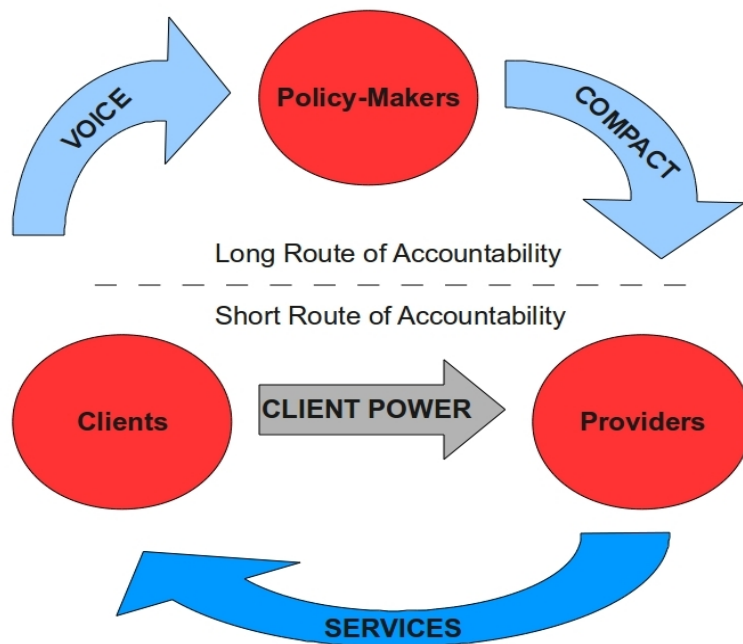 Policy-Makers
VOICE
COMPACT
Long Route of Accountability
Short Route of Accountability
Clients
CLIENT POWER
Providers
SERVICES